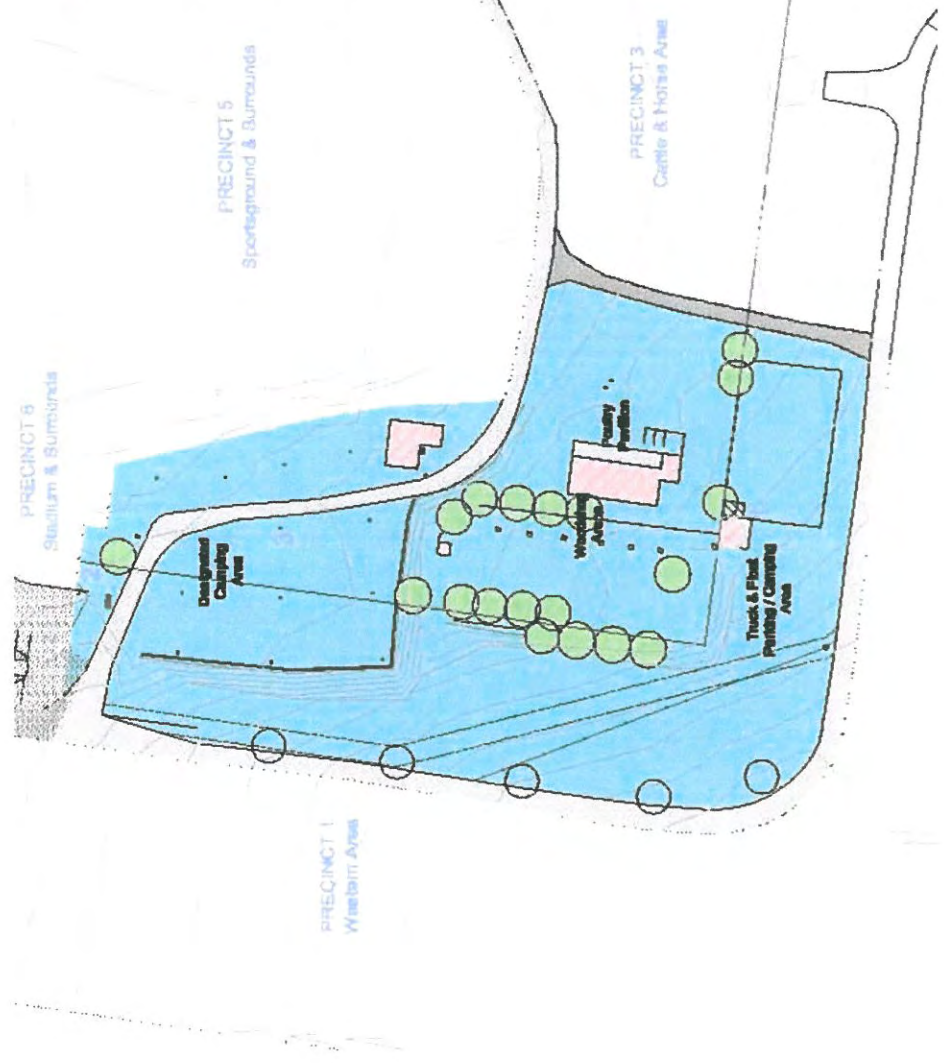 PRECINCT 6
Stadium & Surrounds
PRECINCT 5
Sportsground & Surrounds
PRECINCT 3
Cattle & Horse Area
PRECINCT 1
Western Area
Designated
Camping
Area
Poultry
Pavilion
Woodchop
Arena
Truck & Float
Parking / Camping
Area